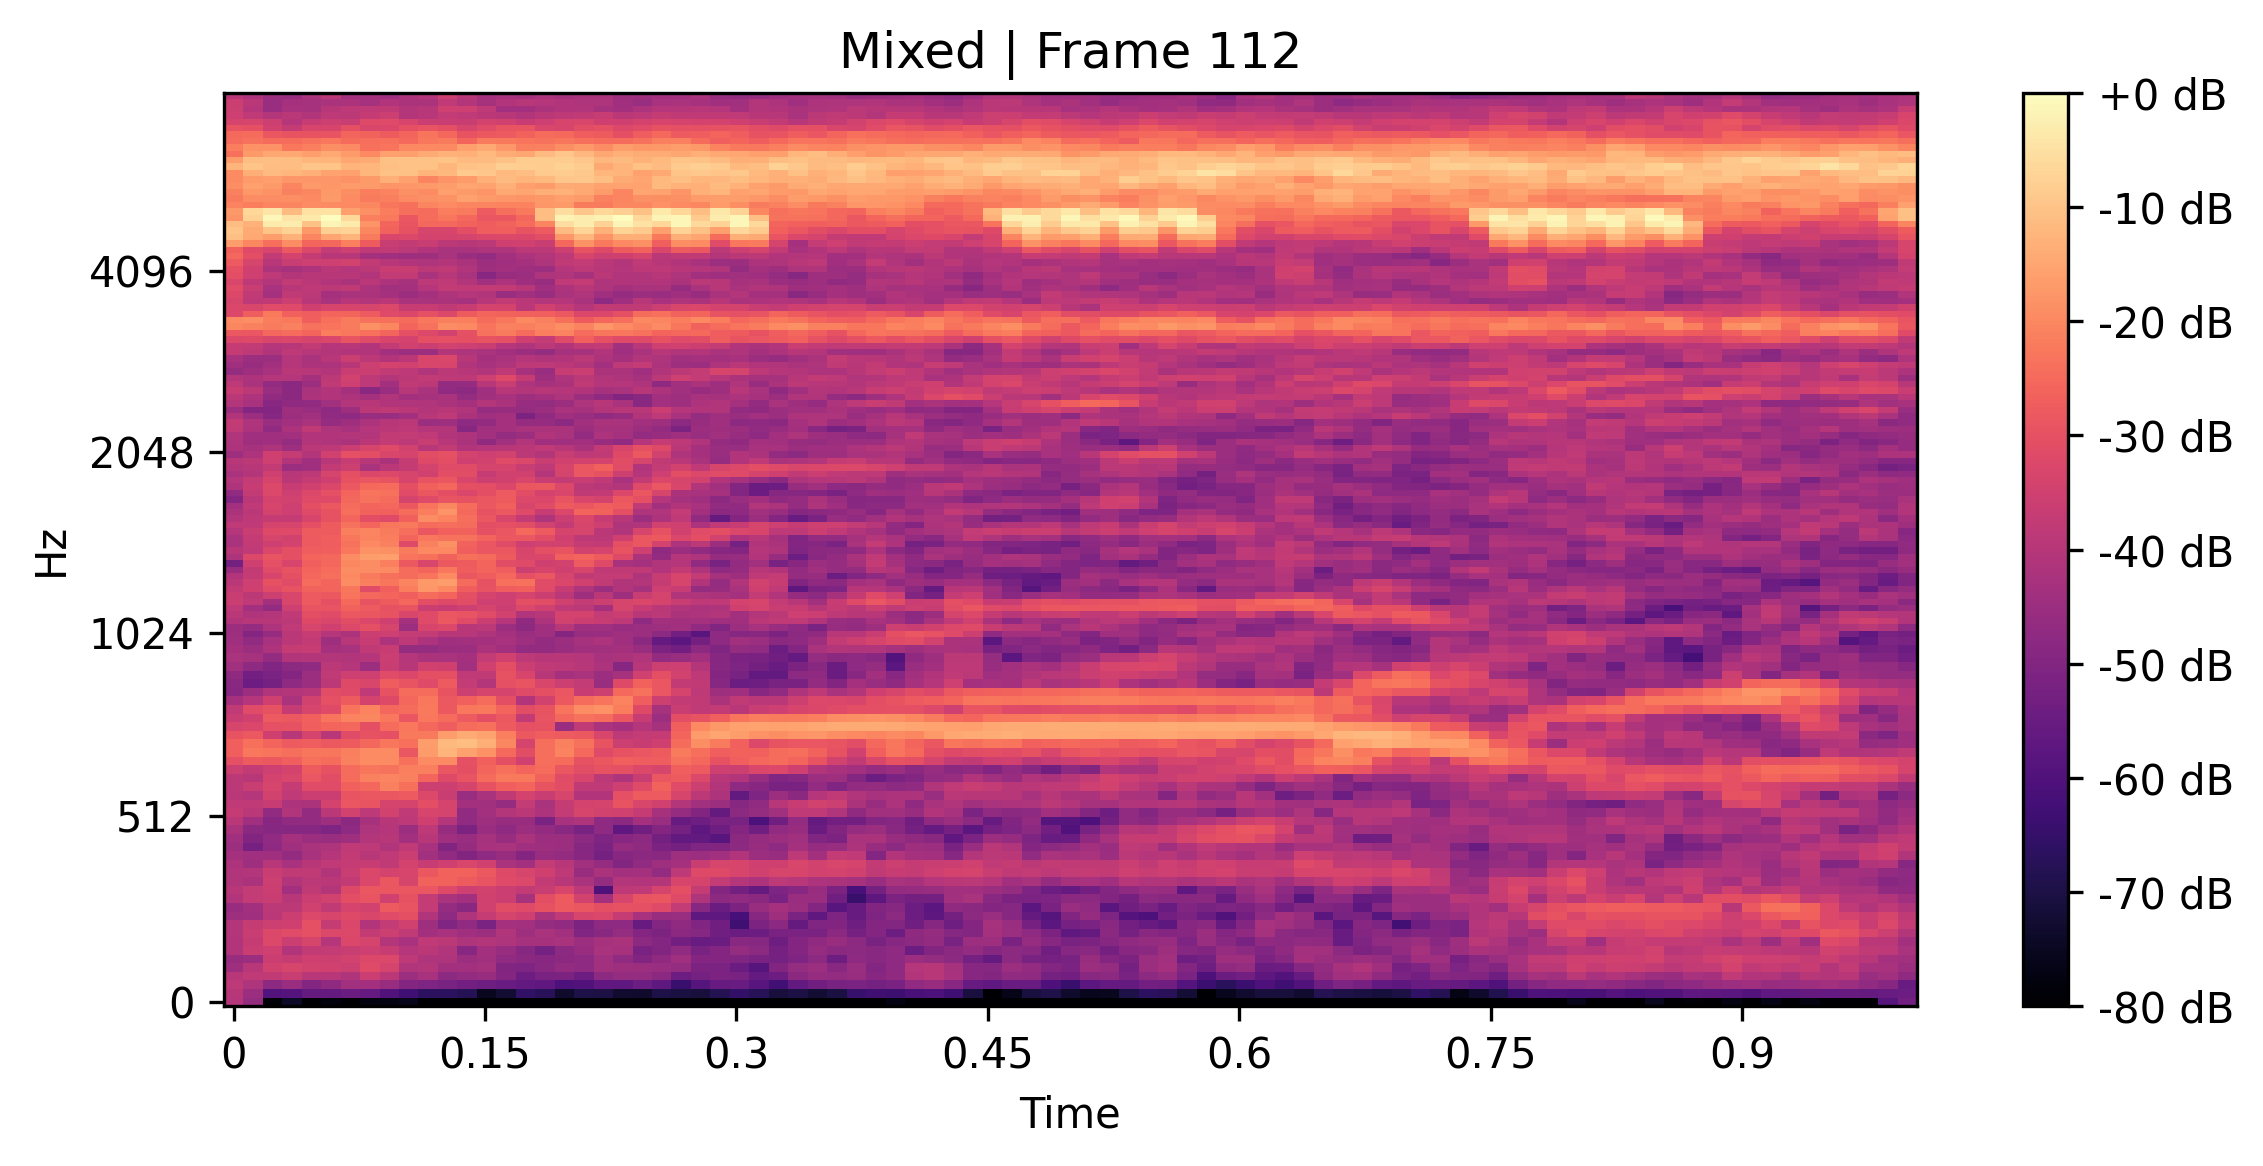 Mixed | Frame 112
+0 dB
-10 dB
-20 dB
-30 dB
-40 dB
-50 dB
-60 dB
-70 dB
-80 dB
Hz
4096
2048
1024
512
0
0 0.15 0.3 0.45 0.6 0.75 0.9
Time